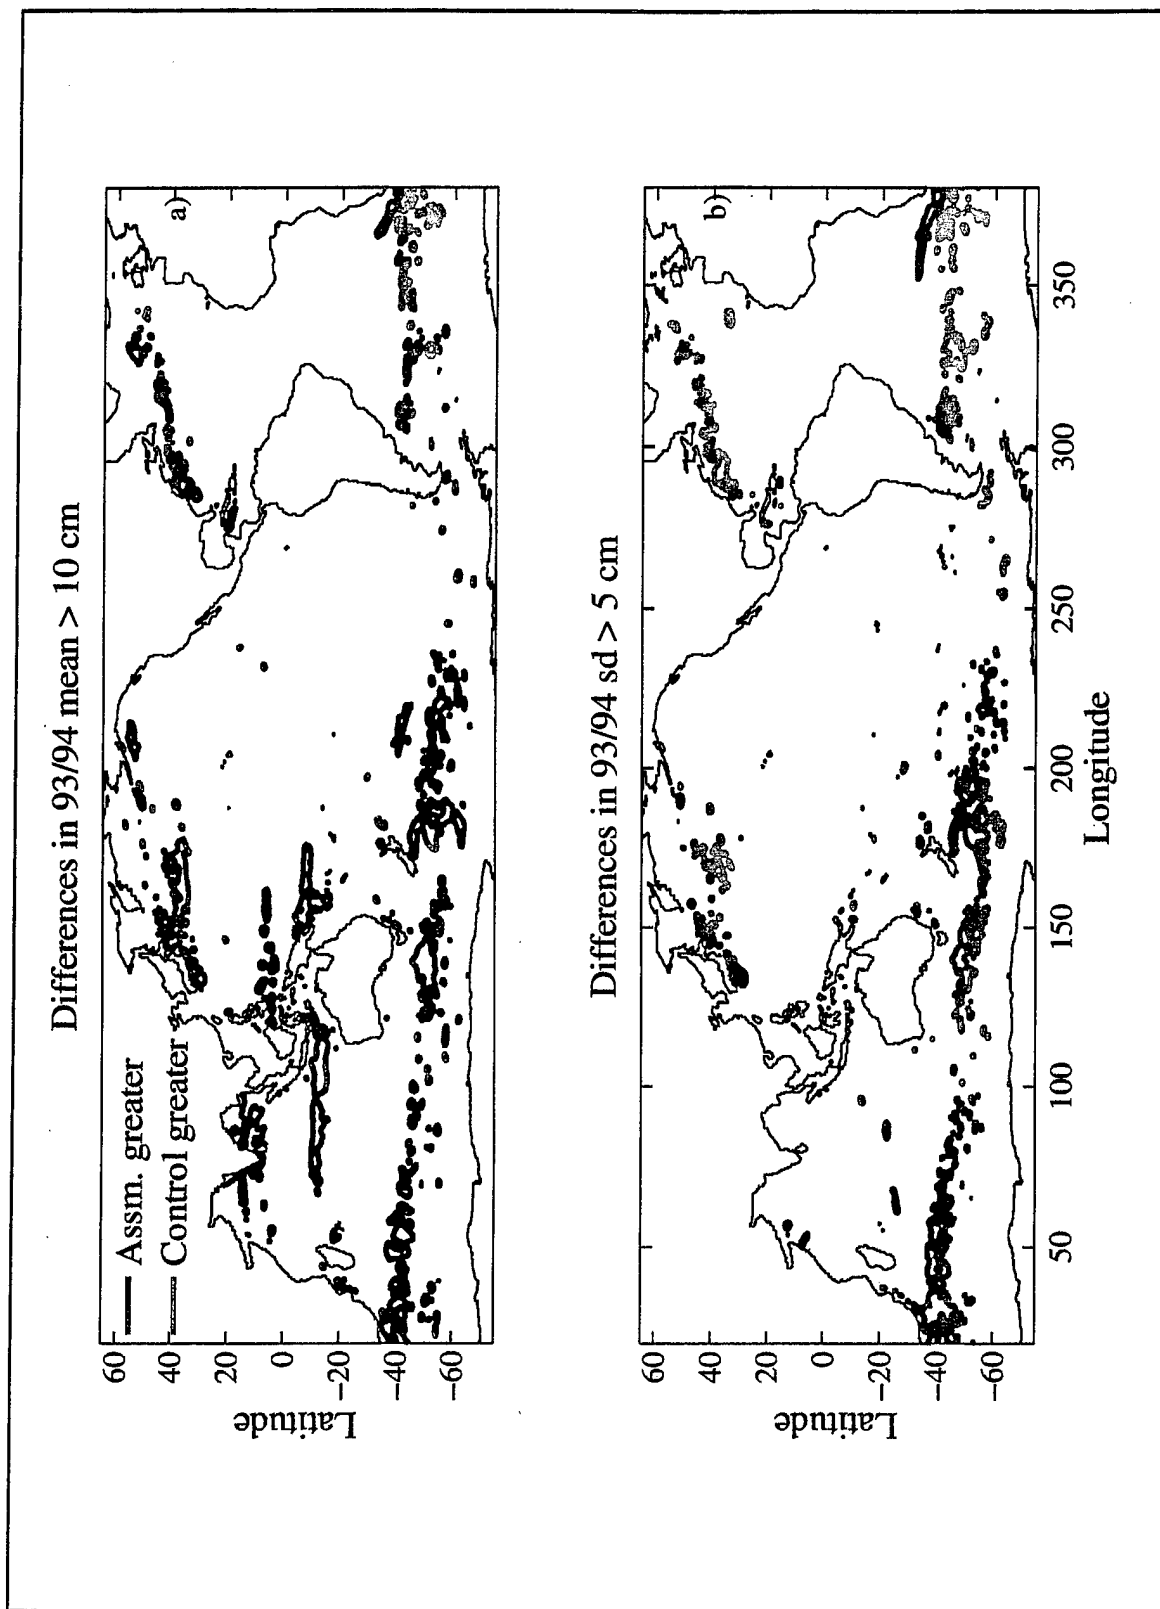 Differences in 93/94 mean > 10 cm
Assm. greater
Control greater
a)
60
40
20
0
−20
−40
−60
Latitude
Differences in 93/94 sd > 5 cm
b)
60
40
20
0
−20
−40
−60
Latitude
50
100
150
200
250
300
350
Longitude